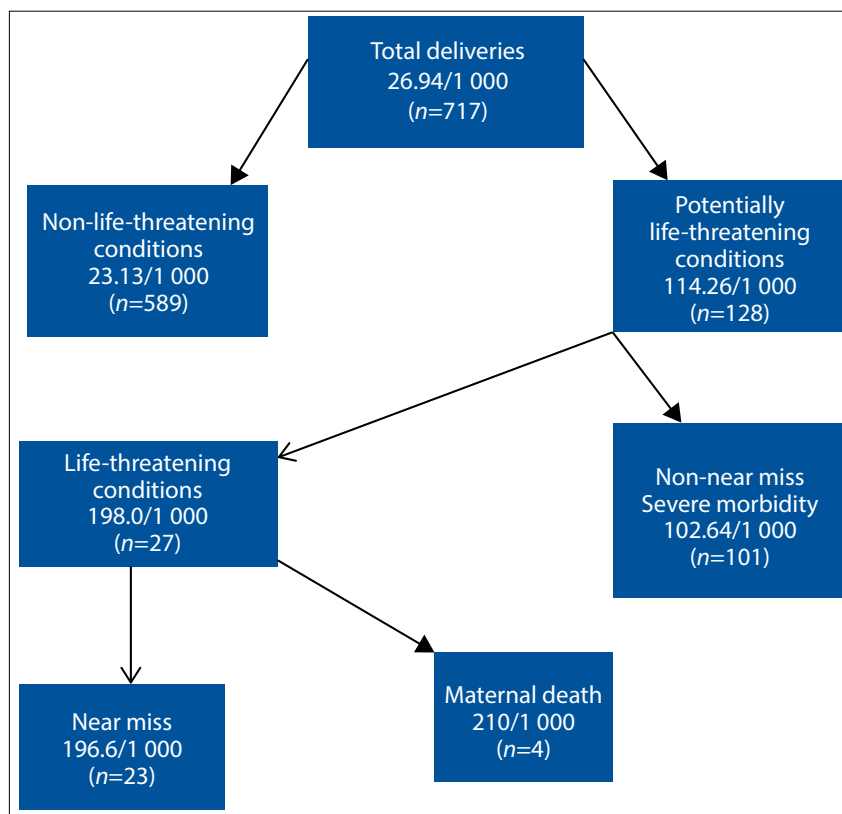 Total deliveries
26.94/1 000
(n=717)
Non-life-threatening
conditions
23.13/1 000
(n=589)
Potentially
life-threatening
conditions
114.26/1 000
(n=128)
Life-threatening
conditions
198.0/1 000
(n=27)
Non-near miss
Severe morbidity
102.64/1 000
(n=101)
Near miss
196.6/1 000
(n=23)
Maternal death
210/1 000
(n=4)